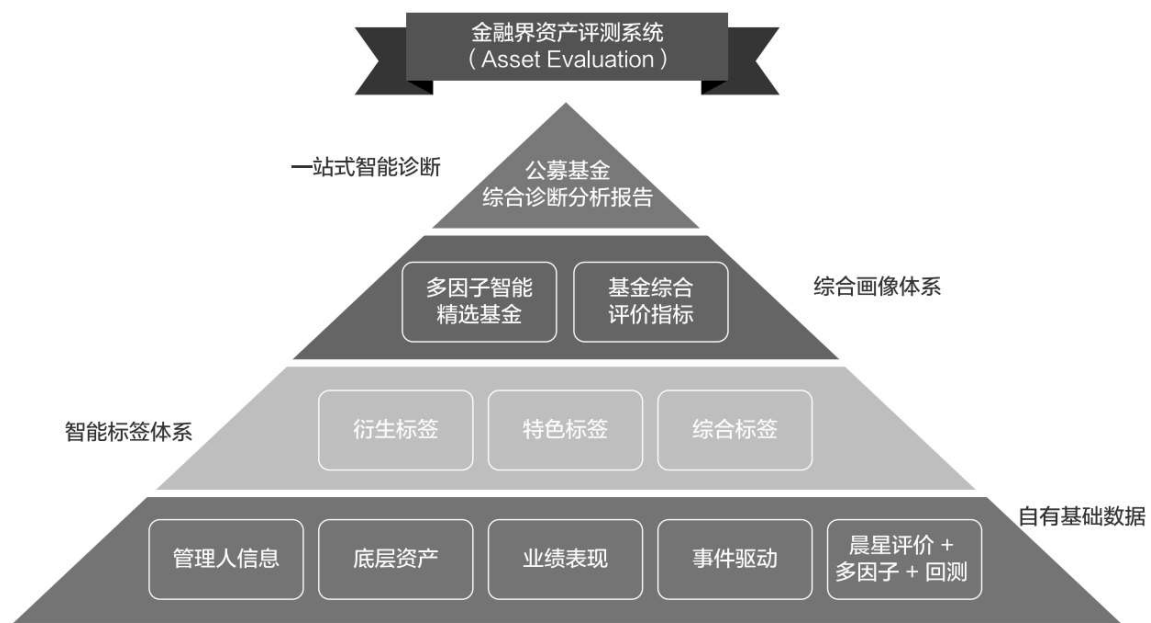 金融界资产评测系统
（Asset Evaluation）
一站式智能诊断
公募基金
综合诊断分析报告
多因子智能
精选基金
基金综合
评价指标
综合画像体系
智能标签体系
衍生标签
特色标签
综合标签
自有基础数据
管理人信息
底层资产
业绩表现
事件驱动
晨星评价 +
多因子 + 回测